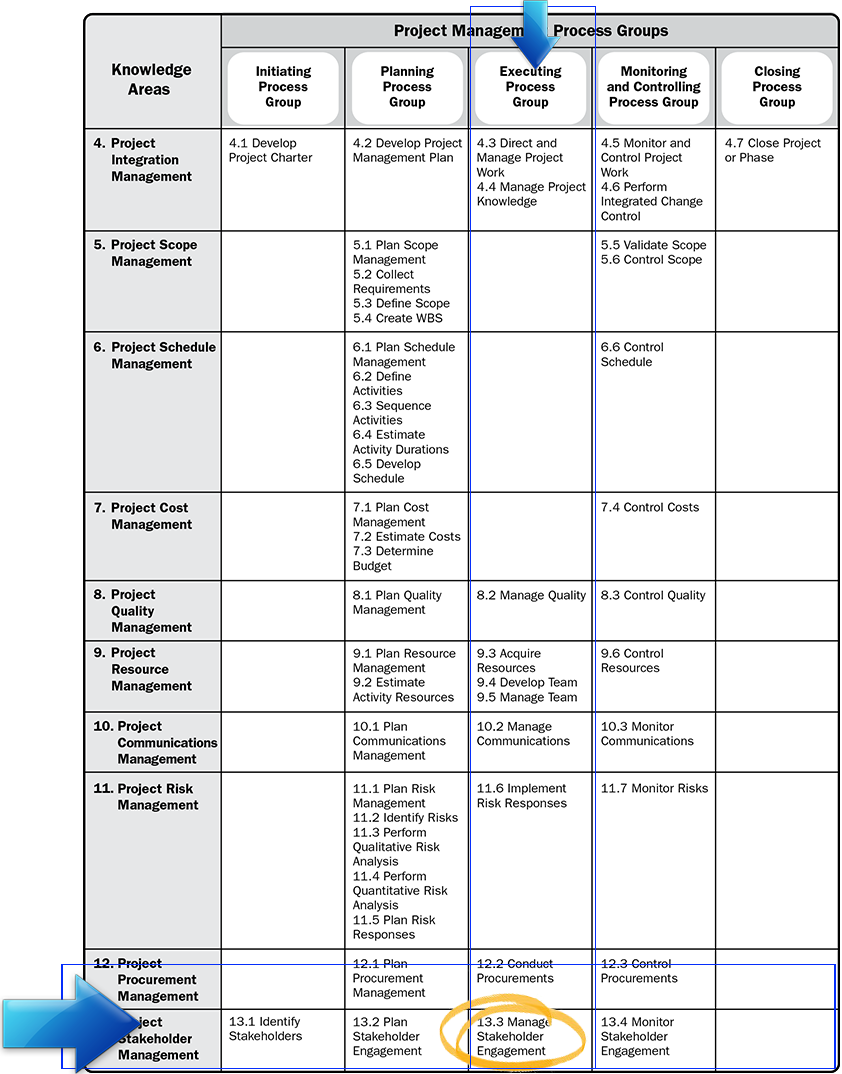 Project Managem Process Groups
Knowledge
Areas
Initiating
Process
Group
Planning
Process
Group
Executing
Process
Group
Monitoring
and Controlling
Process Group
Closing
Process
Group
4. Project
Integration
Management
4.1 Develop
Project Charter
4.2 Develop Project
Management Plan
4.3 Direct and
Manage Project
Work
4.4 Manage Project
Knowledge
4.5 Monitor and
Control Project
Work
4.6 Perform
Integrated Change
Control
4.7 Close Project
or Phase
5. Project Scope
Management
5.1 Plan Scope
Management
5.2 Collect
Requirements
5.3 Define Scope
5.4 Create WBS
5.5 Validate Scope
5.6 Control Scope
6. Project Schedule
Management
6.1 Plan Schedule
Management
6.2 Define
Activities
6.3 Sequence
Activities
6.4 Estimate
Activity Durations
6.5 Develop
Schedule
6.6 Control
Schedule
7. Project Cost
Management
7.1 Plan Cost
Management
7.2 Estimate Costs
7.3 Determine
Budget
7.4 Control Costs
8. Project
Quality
Management
8.1 Plan Quality
Management
8.2 Manage Quality
8.3 Control Quality
9. Project
Resource
Management
9.1 Plan Resource
Management
9.2 Estimate
Activity Resources
9.3 Acquire
Resources
9.4 Develop Team
9.5 Manage Team
9.6 Control
Resources
10. Project
Communications
Management
10.1 Plan
Communications
Management
10.2 Manage
Communications
10.3 Monitor
Communications
11. Project Risk
Management
11.1 Plan Risk
Management
11.2 Identify Risks
11.3 Perform
Qualitative Risk
Analysis
11.4 Perform
Quantitative Risk
Analysis
11.5 Plan Risk
Responses
11.6 Implement
Risk Responses
11.7 Monitor Risks
12. Project
Procurement
Management
12.1 Plan
Procurement
Management
12.2 Conduct
Procurements
12.3 Control
Procurements
ject
Stakeholder
Management
13.1 Identify
Stakeholders
13.2 Plan
Stakeholder
Engagement
13.3 Manage
Stakeholder
Engagement
13.4 Monitor
Stakeholder
Engagement